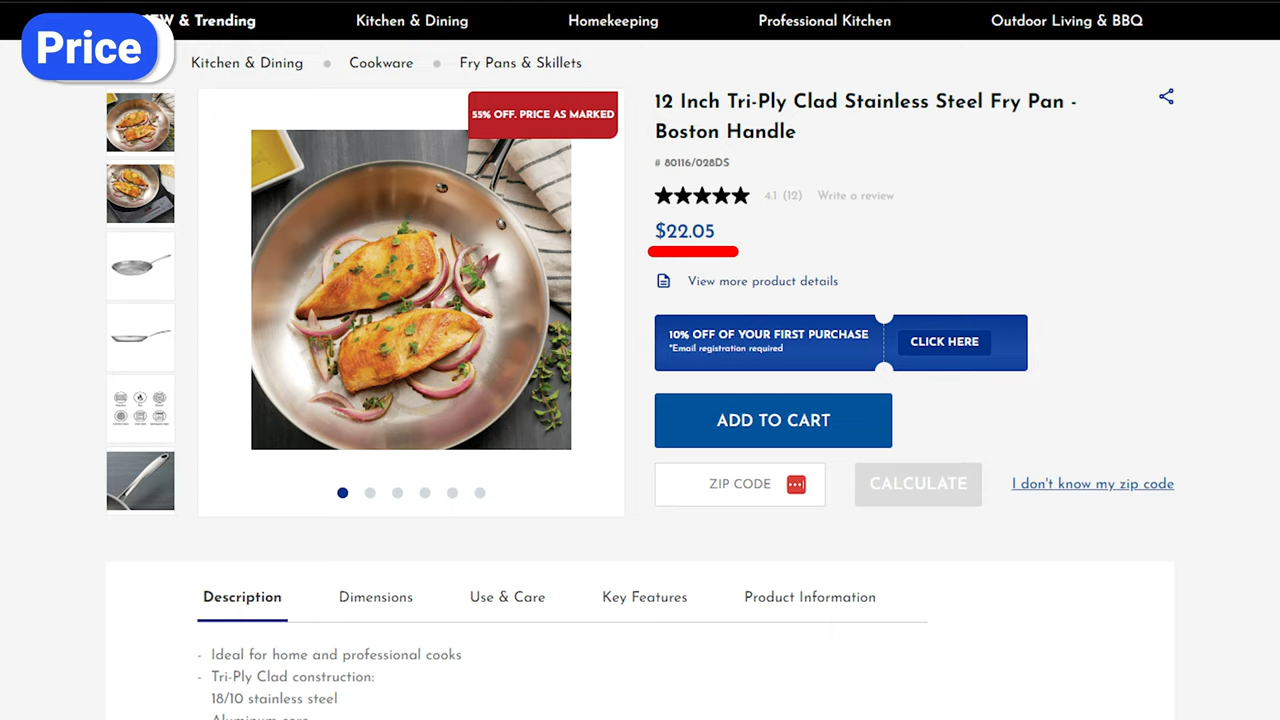 Price
NEW & Trending
Kitchen & Dining
Homekeeping
Professional Kitchen
Outdoor Living & BBQ
Kitchen & Dining
Cookware
Fry Pans & Skillets
55% OFF. PRICE AS MARKED
12 Inch Tri-Ply Clad Stainless Steel Fry Pan -
Boston Handle
# 80116/028DS
4.1 (12) Write a review
$22.05
View more product details
10% OFF OF YOUR FIRST PURCHASE
*Email registration required
CLICK HERE
ADD TO CART
ZIP CODE
CALCULATE
I don't know my zip code
Description
Dimensions
Use & Care
Key Features
Product Information
- Ideal for home and professional cooks
- Tri-Ply Clad construction:
18/10 stainless steel
Aluminum core